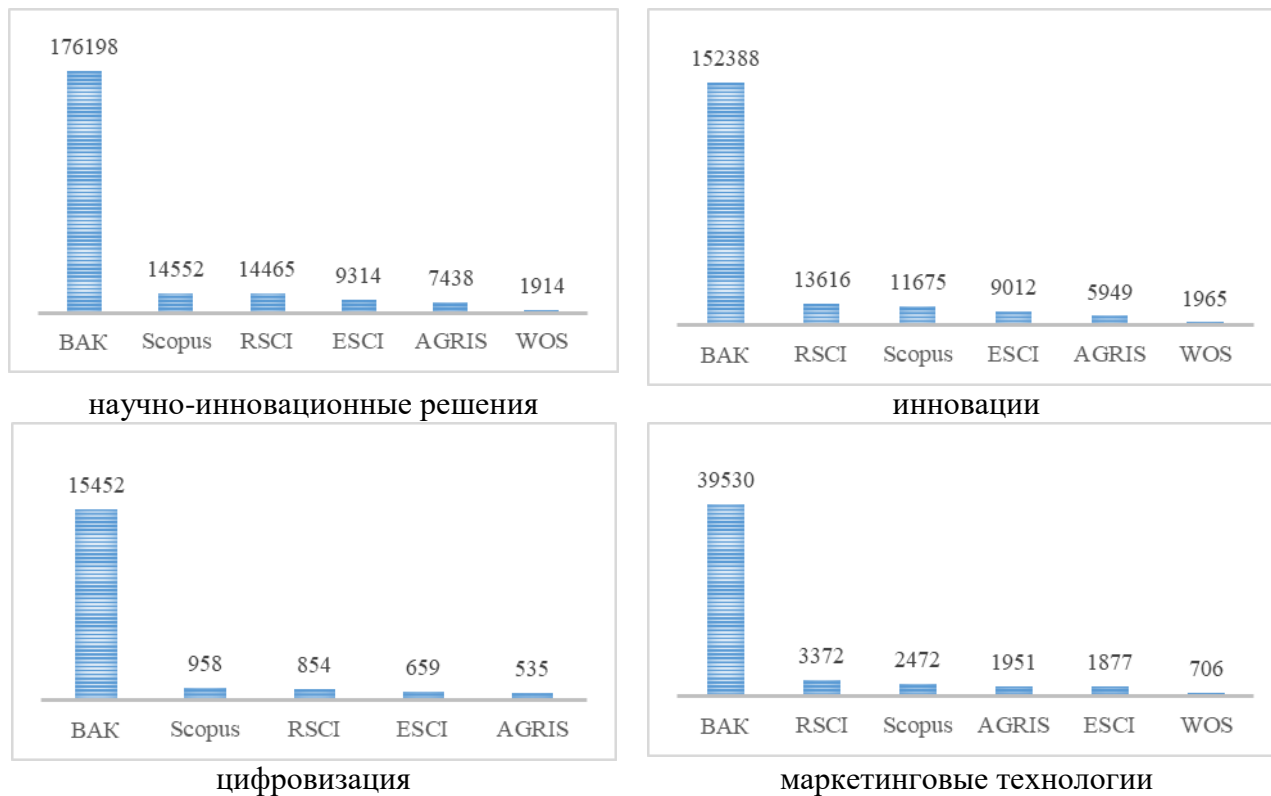 176198
14552 14465 9314 7438 1914
ВАК Scopus RSCI ESCI AGRIS WOS
научно-инновационные решения
152388
13616 11675 9012 5949 1965
ВАК RSCI Scopus ESCI AGRIS WOS
инновации
15452
958 854 659 535
ВАК Scopus RSCI ESCI AGRIS
цифровизация
39530
3372 2472 1951 1877 706
ВАК RSCI Scopus AGRIS ESCI WOS
маркетинговые технологии